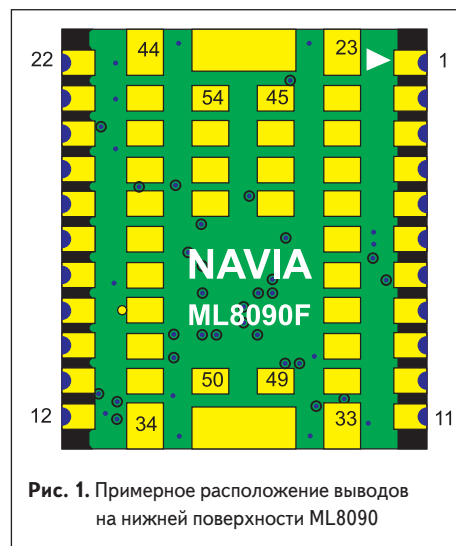 22 44 23 1
54 45
NAVIA
ML8090F
50 49
12 34 33 11
Рис. 1. Примерное расположение выводов
на нижней поверхности ML8090